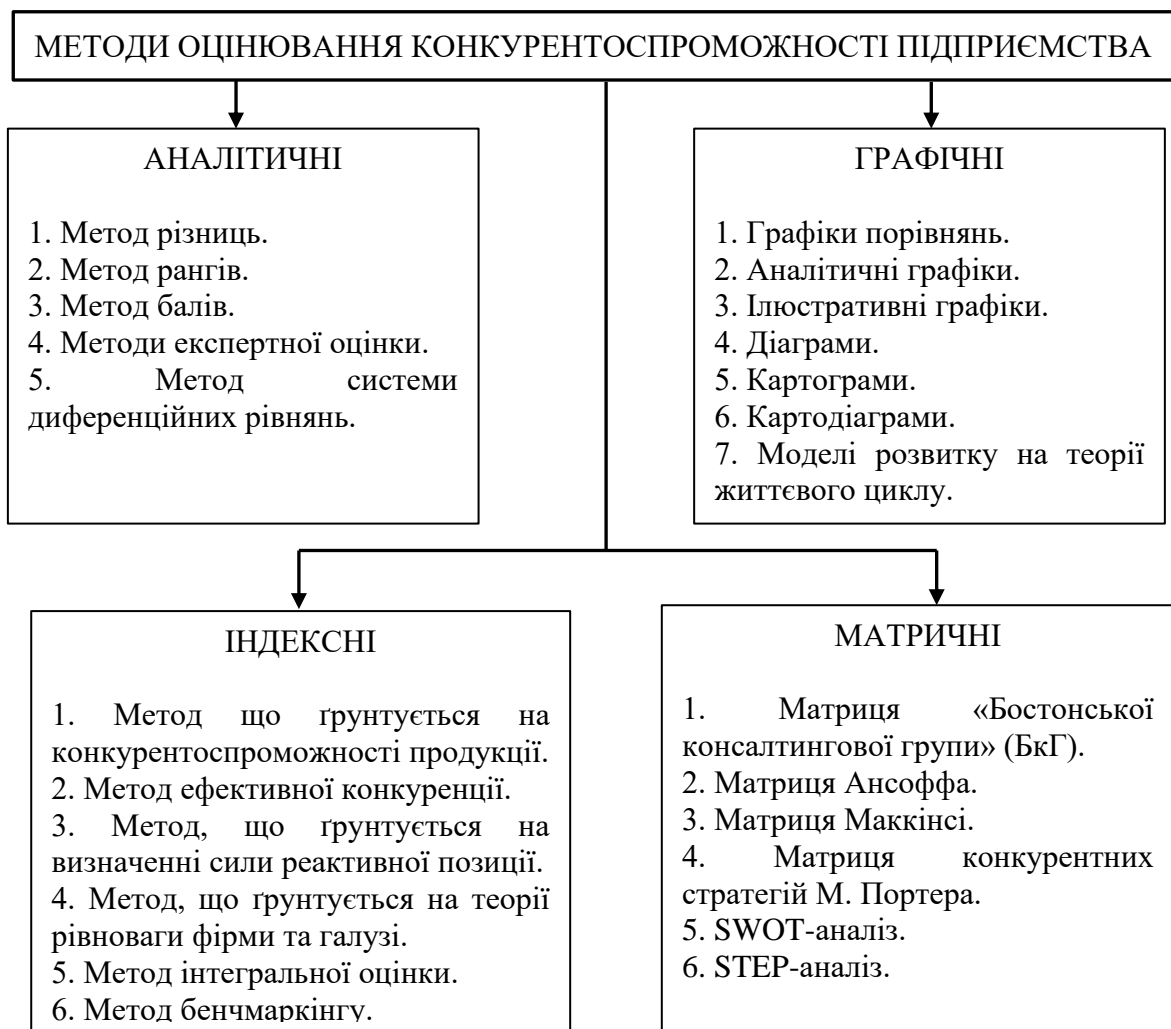 МЕТОДИ ОЦІНЮВАННЯ КОНКУРЕНТОСПРОМОЖНОСТІ ПІДПРИЄМСТВА
АНАЛІТИЧНІ
1. Метод різниць.
2. Метод рангів.
3. Метод балів.
4. Методи експертної оцінки.
5. Метод системи
диференційних рівнянь.
ГРАФІЧНІ
1. Графіки порівнянь.
2. Аналітичні графіки.
3. Ілюстративні графіки.
4. Діаграми.
5. Картограми.
6. Картодіаграми.
7. Моделі розвитку на теорії
життєвого циклу.
ІНДЕКСНІ
1. Метод що ґрунтується на
конкурентоспроможності продукції.
2. Метод ефективної конкуренції.
3. Метод, що ґрунтується на
визначенні сили реактивної позиції.
4. Метод, що ґрунтується на теорії
рівноваги фірми та галузі.
5. Метод інтегральної оцінки.
6. Метод бенчмаркінгу.
МАТРИЧНІ
1. Матриця «Бостонської
консалтингової групи» (БкГ).
2. Матриця Ансоффа.
3. Матриця Маккінсі.
4. Матриця конкурентних
стратегій М. Портера.
5. SWOT-аналіз.
6. STEP-аналіз.